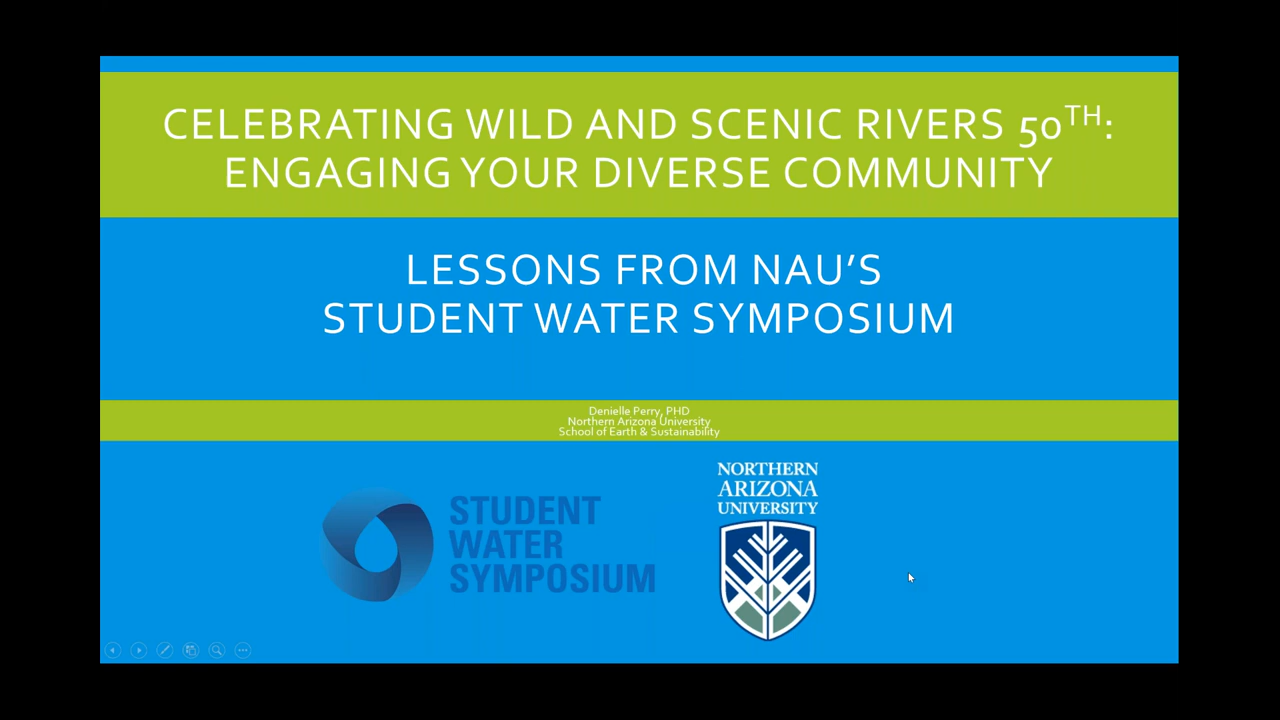 CELEBRATING WILD AND SCENIC RIVERS 50TH:
ENGAGING YOUR DIVERSE COMMUNITY
LESSONS FROM NAU'S
STUDENT WATER SYMPOSIUM
Denielle Perry, PHD
Northern Arizona University
School of Earth & Sustainability
STUDENT
WATER
SYMPOSIUM
NORTHERN
ARIZONA
UNIVERSITY